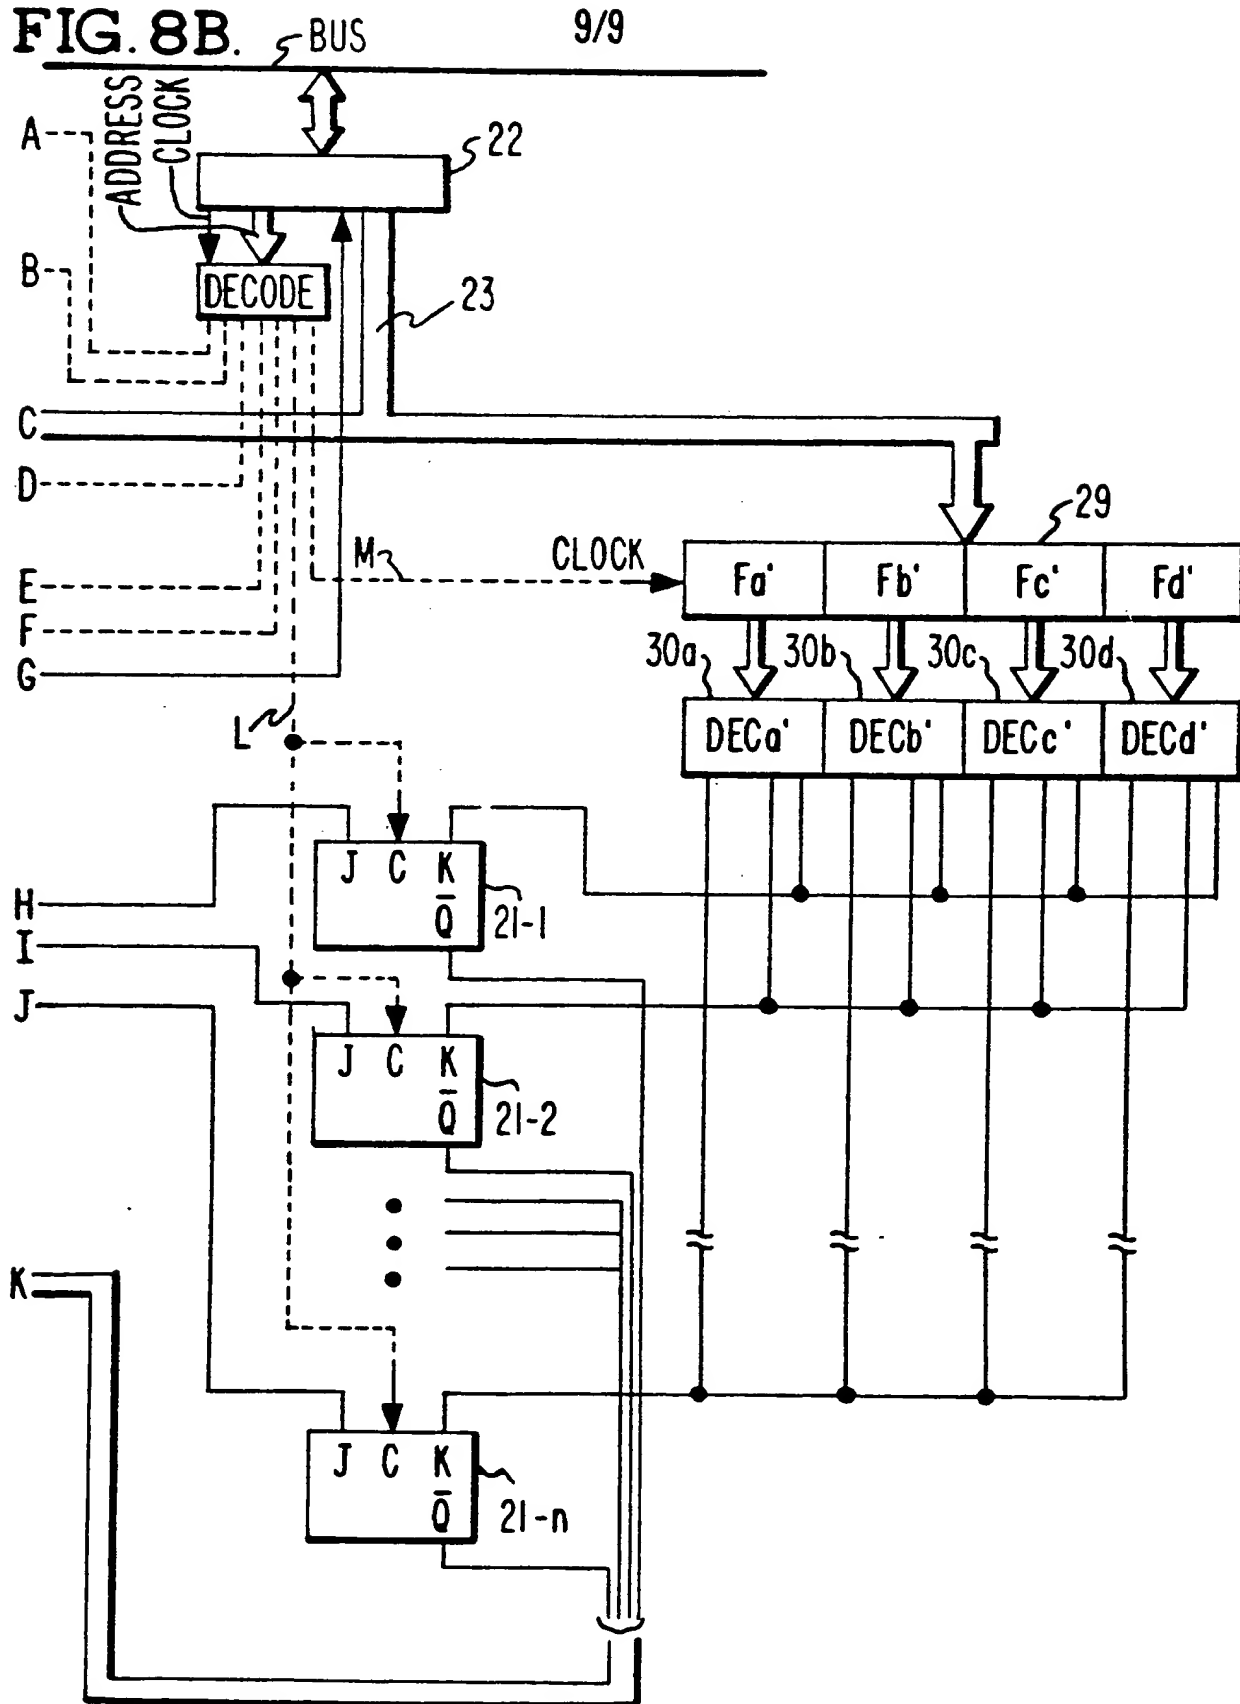 FIG. 8B.
BUS
9/9
ADDRESS
CLOCK
A
22
B
DECODE
23
C
D
29
M
CLOCK
Fa' Fb' Fc' Fd'
E
F
G
30a 30b 30c 30d
L
DECa' DECb' DECc' DECd'
J C K
Q̅
21-1
H
I
J
J C K
Q̅
21-2
K
J C K
Q̅
21-n